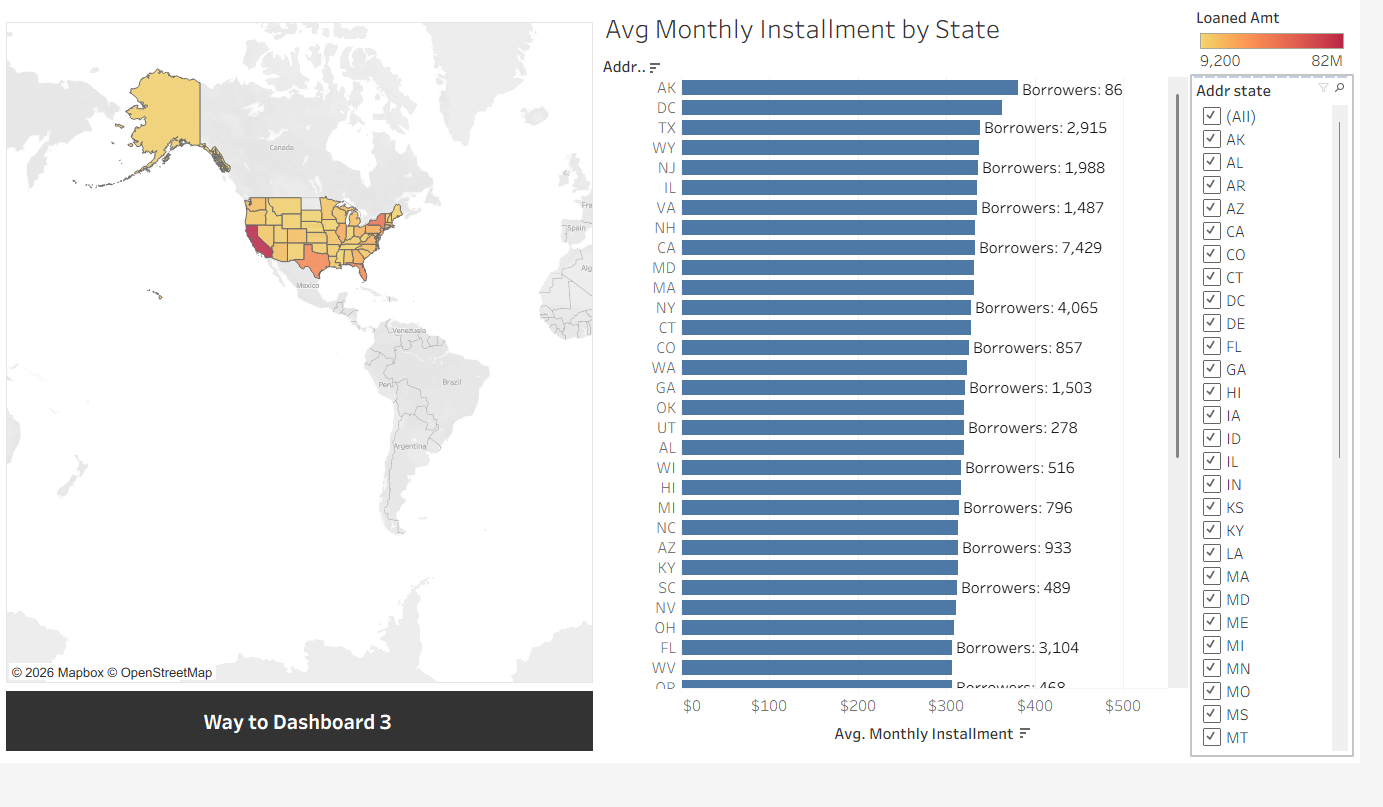 Canada
Mexico
Venezuela
Peru
Brazil
Argentina
Fra
Spain
Alg
© 2026 Mapbox © OpenStreetMap
Way to Dashboard 3
Avg Monthly Installment by State
Addr..
AK Borrowers: 86
DC
TX Borrowers: 2,915
WY
NJ Borrowers: 1,988
IL
VA Borrowers: 1,487
NH
CA Borrowers: 7,429
MD
MA
NY Borrowers: 4,065
CT
CO Borrowers: 857
WA
GA Borrowers: 1,503
OK
UT Borrowers: 278
AL
WI Borrowers: 516
HI
MI Borrowers: 796
NC
AZ Borrowers: 933
KY
SC Borrowers: 489
NV
OH
FL Borrowers: 3,104
WV
OR Borrowers: 468
$0 $100 $200 $300 $400 $500
Avg. Monthly Installment
Loaned Amt
9,200 82M
Addr state
(All)
AK
AL
AR
AZ
CA
CO
CT
DC
DE
FL
GA
HI
IA
ID
IL
IN
KS
KY
LA
MA
MD
ME
MI
MN
MO
MS
MT